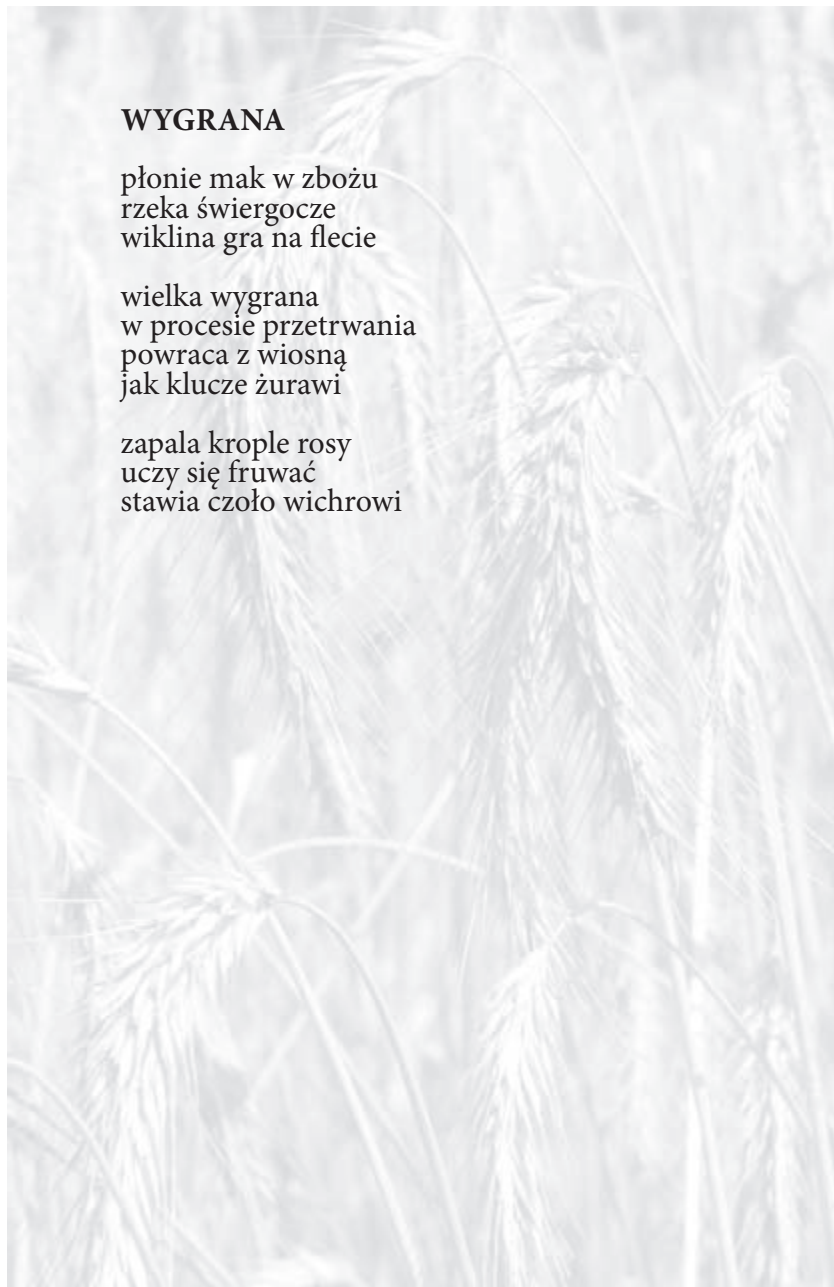 WYGRANA
płonie mak w zbożu
rzeka świergocze
wiklina gra na flecie
wielka wygrana
w procesie przetrwania
powraca z wiosną
jak klucze żurawi
zapala krople rosy
uczy się fruwać
stawia czoło wichrowi